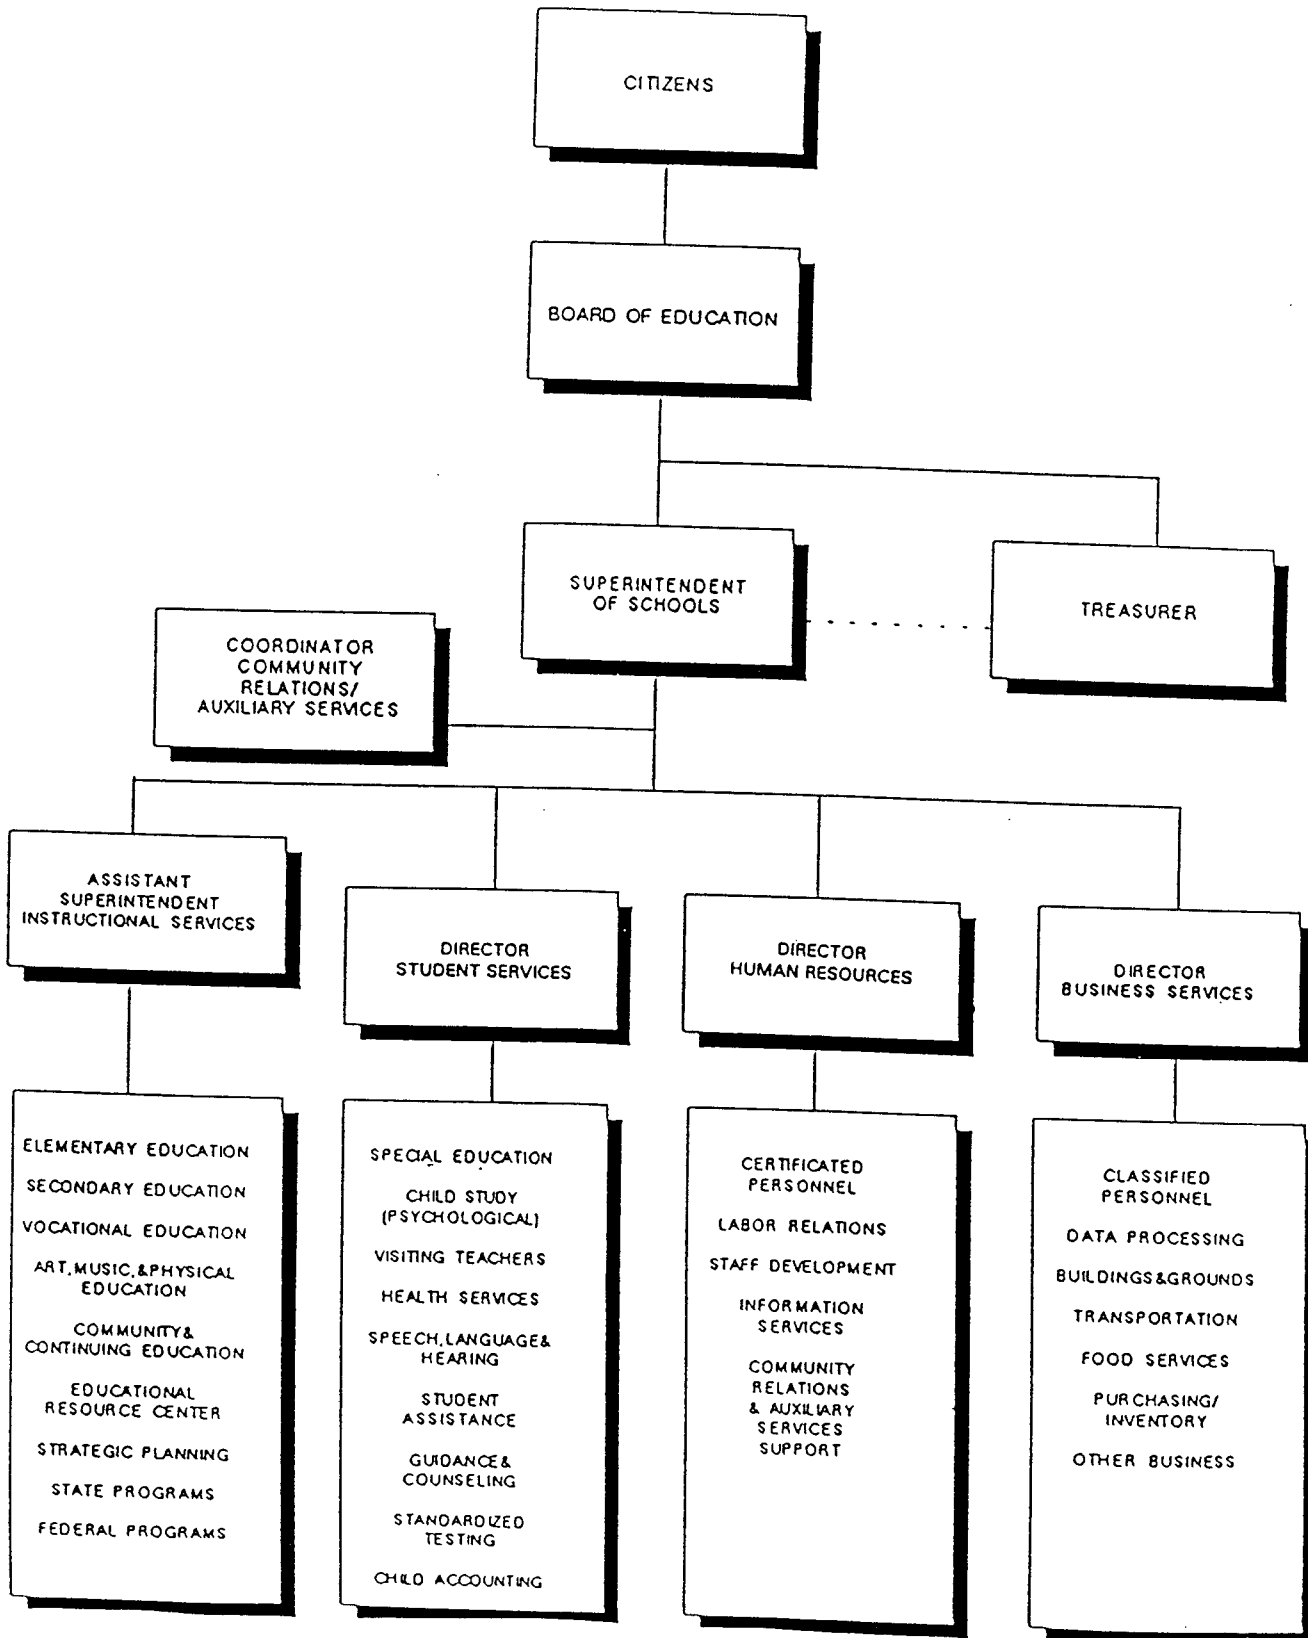 CITIZENS
BOARD OF EDUCATION
SUPERINTENDENT
OF SCHOOLS
TREASURER
COORDINATOR
COMMUNITY
RELATIONS/
AUXILIARY SERVICES
ASSISTANT
SUPERINTENDENT
INSTRUCTIONAL SERVICES
DIRECTOR
STUDENT SERVICES
DIRECTOR
HUMAN RESOURCES
DIRECTOR
BUSINESS SERVICES
ELEMENTARY EDUCATION
SECONDARY EDUCATION
VOCATIONAL EDUCATION
ART,MUSIC,&PHYSICAL
EDUCATION
COMMUNITY&
CONTINUING EDUCATION
EDUCATIONAL
RESOURCE CENTER
STRATEGIC PLANNING
STATE PROGRAMS
FEDERAL PROGRAMS
SPECIAL EDUCATION
CHILD STUDY
(PSYCHOLOGICAL)
VISITING TEACHERS
HEALTH SERVICES
SPEECH,LANGUAGE&
HEARING
STUDENT
ASSISTANCE
GUIDANCE&
COUNSELING
STANDARDIZED
TESTING
CHILD ACCOUNTING
CERTIFICATED
PERSONNEL
LABOR RELATIONS
STAFF DEVELOPMENT
INFORMATION
SERVICES
COMMUNITY
RELATIONS
& AUXILIARY
SERVICES
SUPPORT
CLASSIFIED
PERSONNEL
DATA PROCESSING
BUILDINGS&GROUNDS
TRANSPORTATION
FOOD SERVICES
PURCHASING/
INVENTORY
OTHER BUSINESS